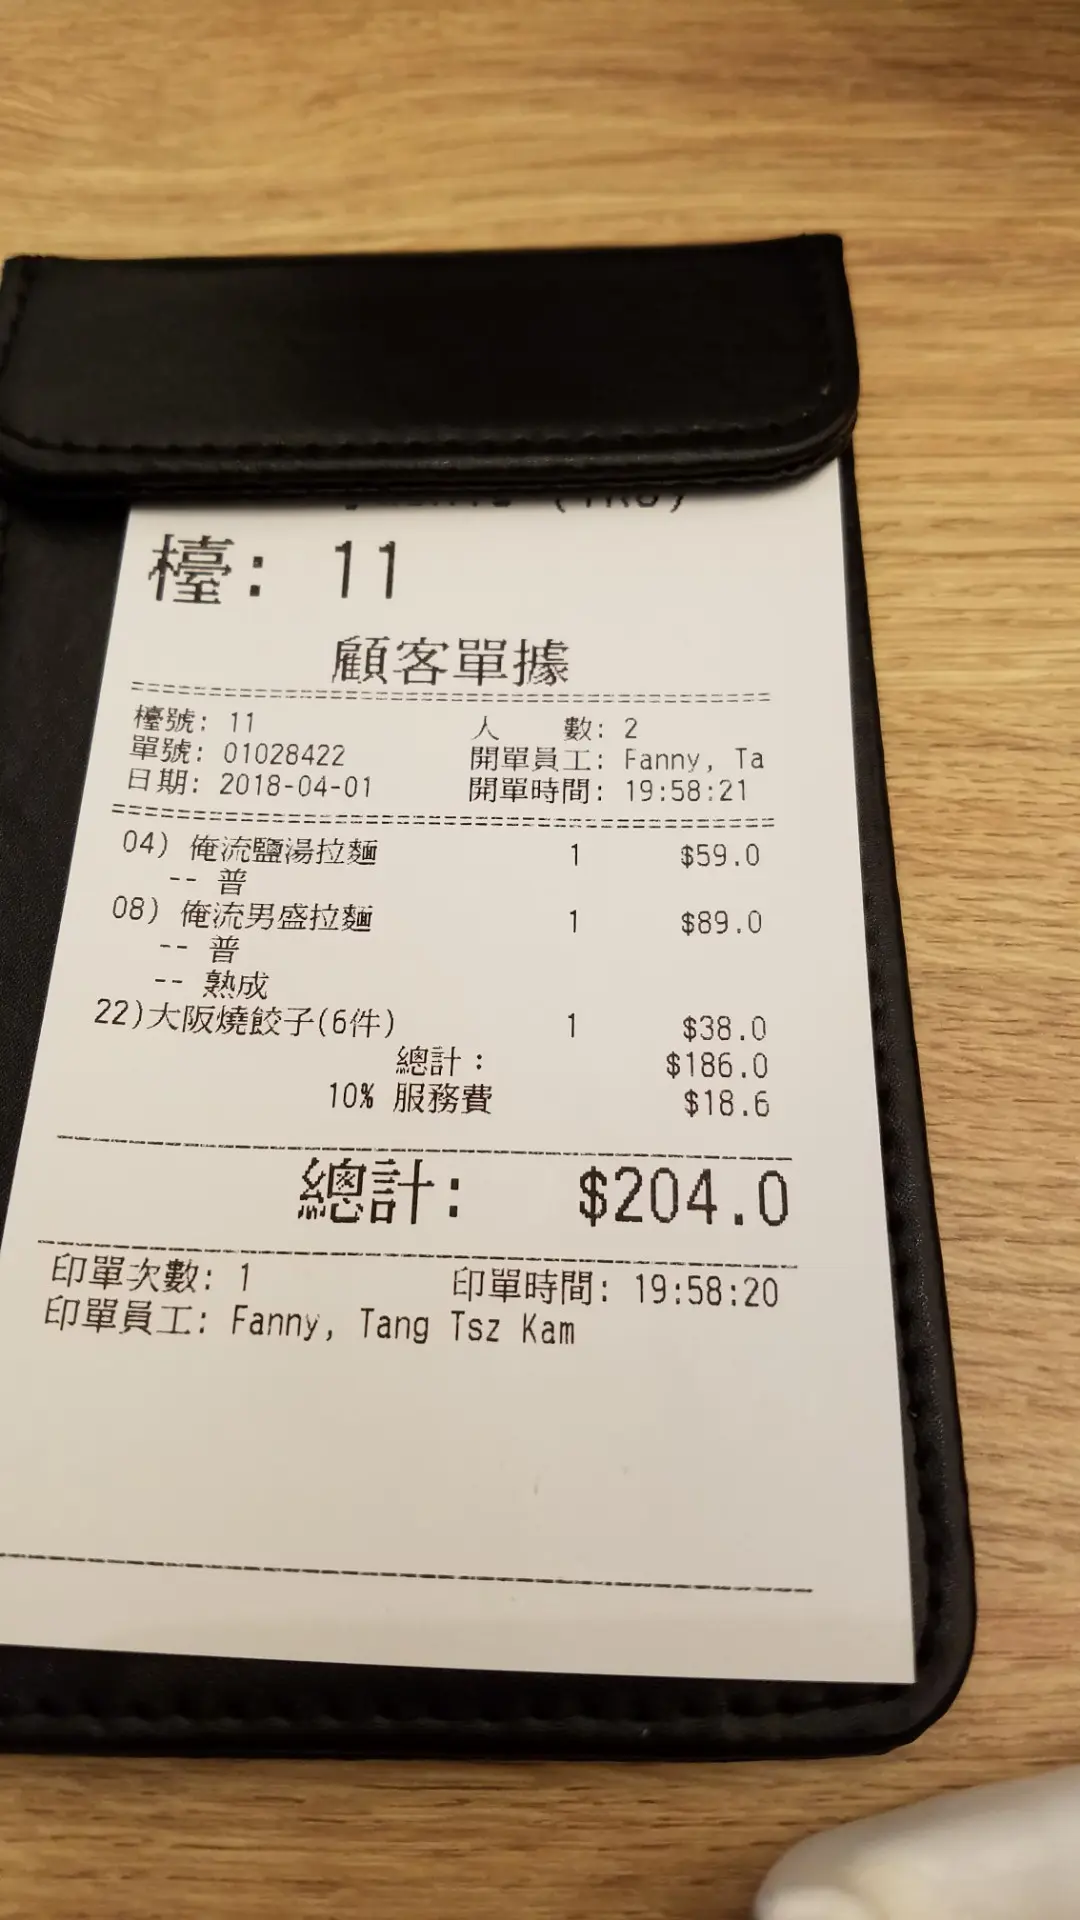 檯: 11
顧客單據
檯號: 11 人 數: 2
單號: 01028422 開單員工: Fanny, Ta
日期: 2018-04-01 開單時間: 19:58:21
04) 俺流鹽湯拉麵 1 $59.0
-- 普
08) 俺流男盛拉麵 1 $89.0
-- 普
-- 熟成
22)大阪燒餃子(6件) 1 $38.0
總計: $186.0
10% 服務費 $18.6
總計: $204.0
印單次數: 1 印單時間: 19:58:20
印單員工: Fanny, Tang Tsz Kam